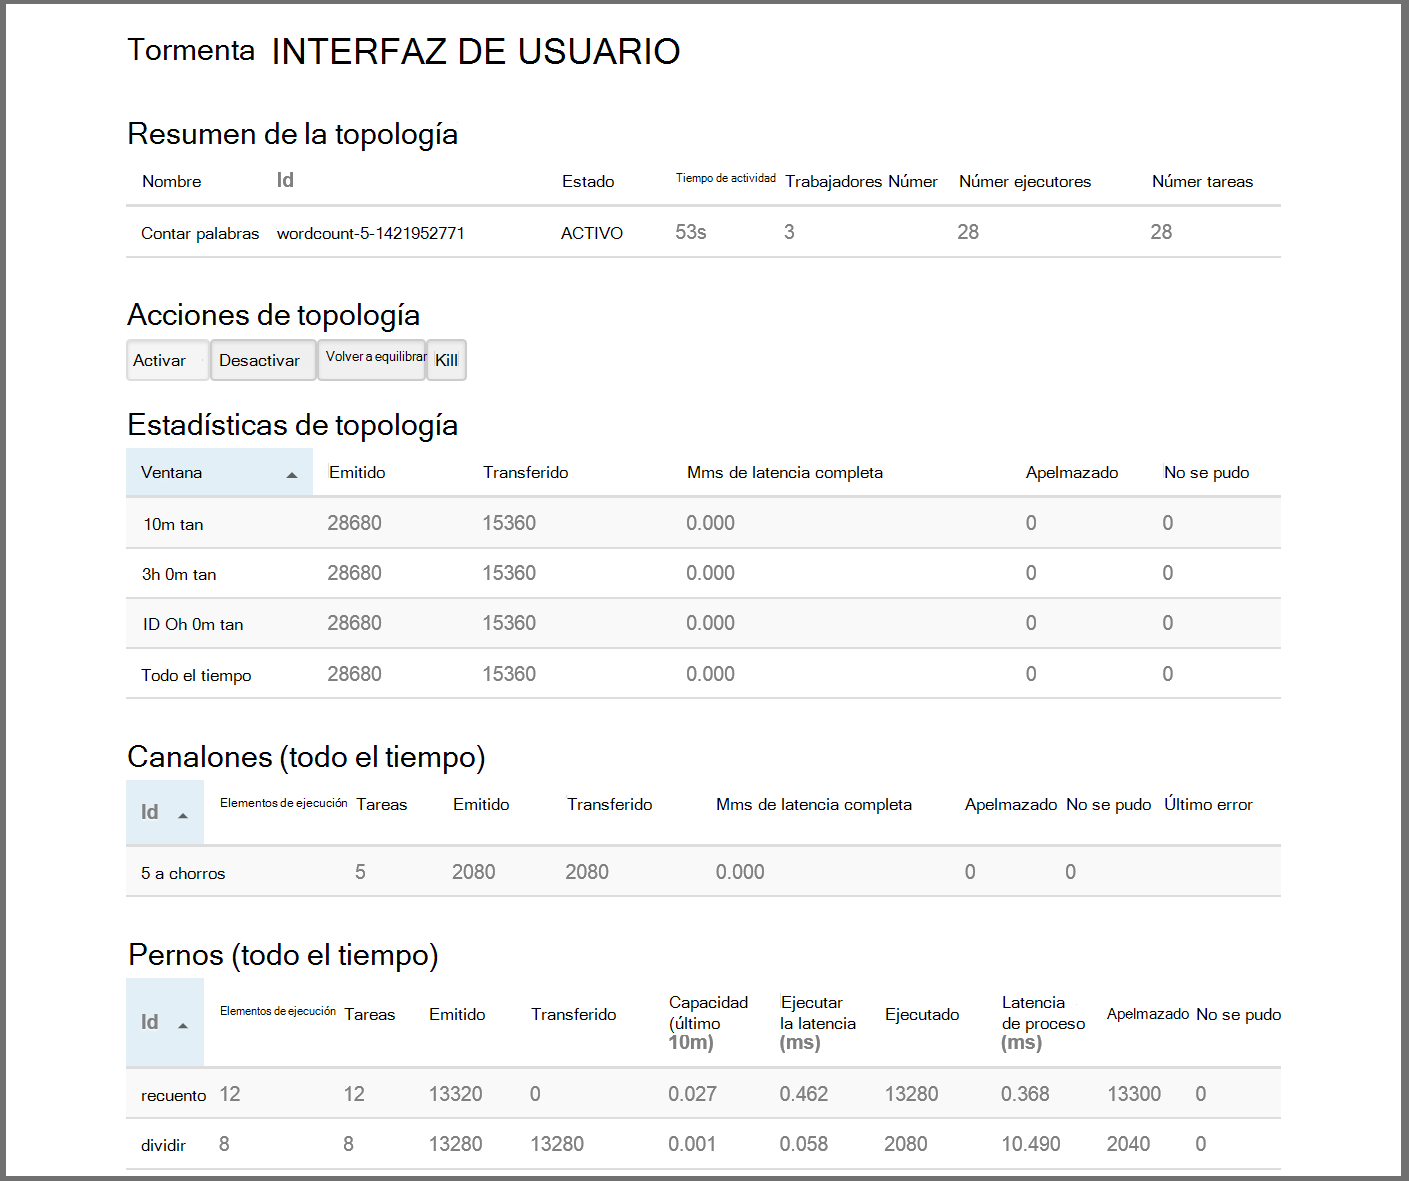 Tormenta INTERFAZ DE USUARIO
Resumen de la topología
Nombre Id Estado Tiempo de actividad Trabajadores Númer Númer ejecutores Númer tareas
Contar palabras wordcount-5-1421952771 ACTIVO 53s 3 28 28
Acciones de topología
Activar Desactivar Volver a equilibrar Kill
Estadísticas de topología
Ventana Emitido Transferido Mms de latencia completa Apelmazado No se pudo
10m tan 28680 15360 0.000 0 0
3h 0m tan 28680 15360 0.000 0 0
ID Oh 0m tan 28680 15360 0.000 0 0
Todo el tiempo 28680 15360 0.000 0 0
Canalones (todo el tiempo)
Id Elementos de ejecución Tareas Emitido Transferido Mms de latencia completa Apelmazado No se pudo Último error
5 a chorros 5 2080 2080 0.000 0 0
Pernos (todo el tiempo)
Id Elementos de ejecución Tareas Emitido Transferido Capacidad (último 10m) Ejecutar la latencia (ms) Ejecutado Latencia de proceso (ms) Apelmazado No se pudo
recuento 12 12 13320 0 0.027 0.462 13280 0.368 13300 0
dividir 8 8 13280 13280 0.001 0.058 2080 10.490 2040 0